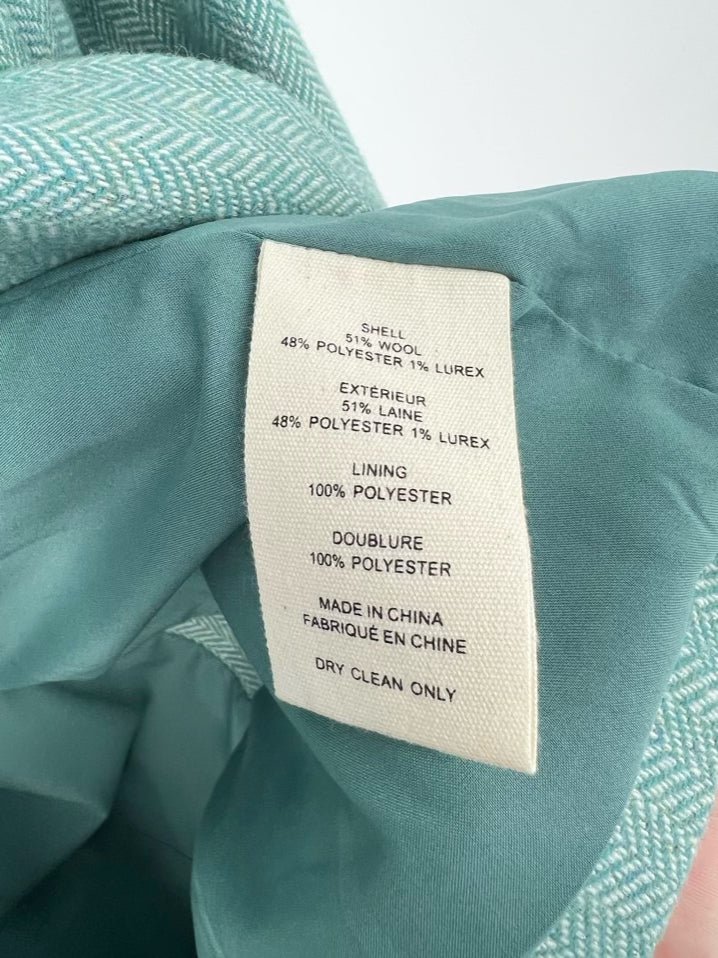 SHELL
51% WOOL
48% POLYESTER 1% LUREX
EXTÉRIEUR
51% LAINE
48% POLYESTER 1% LUREX
LINING
100% POLYESTER
DOUBLURE
100% POLYESTER
MADE IN CHINA
FABRIQUÉ EN CHINE
DRY CLEAN ONLY